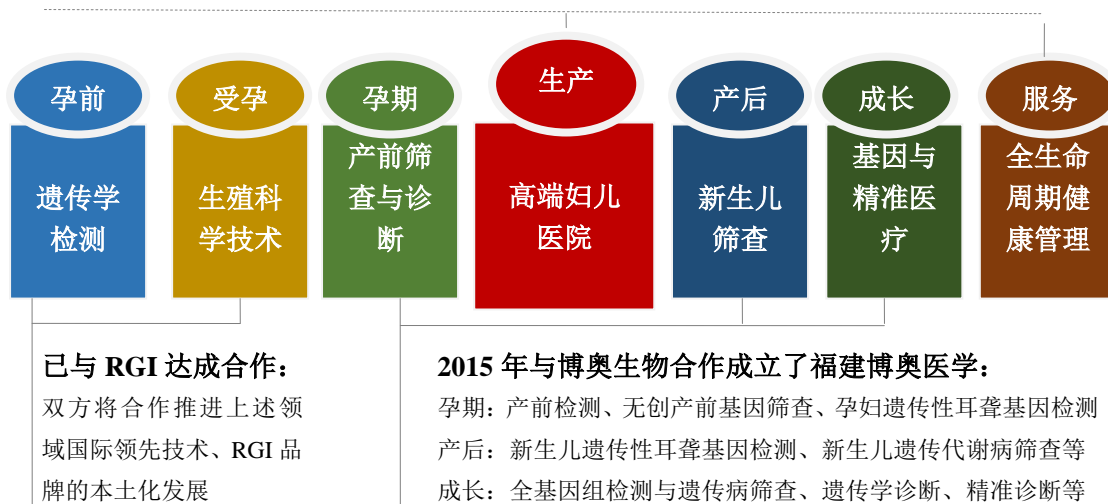 孕前
受孕
孕期
生产
产后
成长
服务
遗传学
检测
生殖科
学技术
产前筛
查与诊
断
高端妇儿
医院
新生儿
筛查
基因与
精准医
疗
全生命
周期健
康管理
已与 RGI 达成合作：
双方将合作推进上述领
域国际领先技术、RGI 品
牌的本土化发展
2015 年与博奥生物合作成立了福建博奥医学：
孕期：产前检测、无创产前基因筛查、孕妇遗传性耳聋基因检测
产后：新生儿遗传性耳聋基因检测、新生儿遗传代谢病筛查等
成长：全基因组检测与遗传病筛查、遗传学诊断、精准诊断等